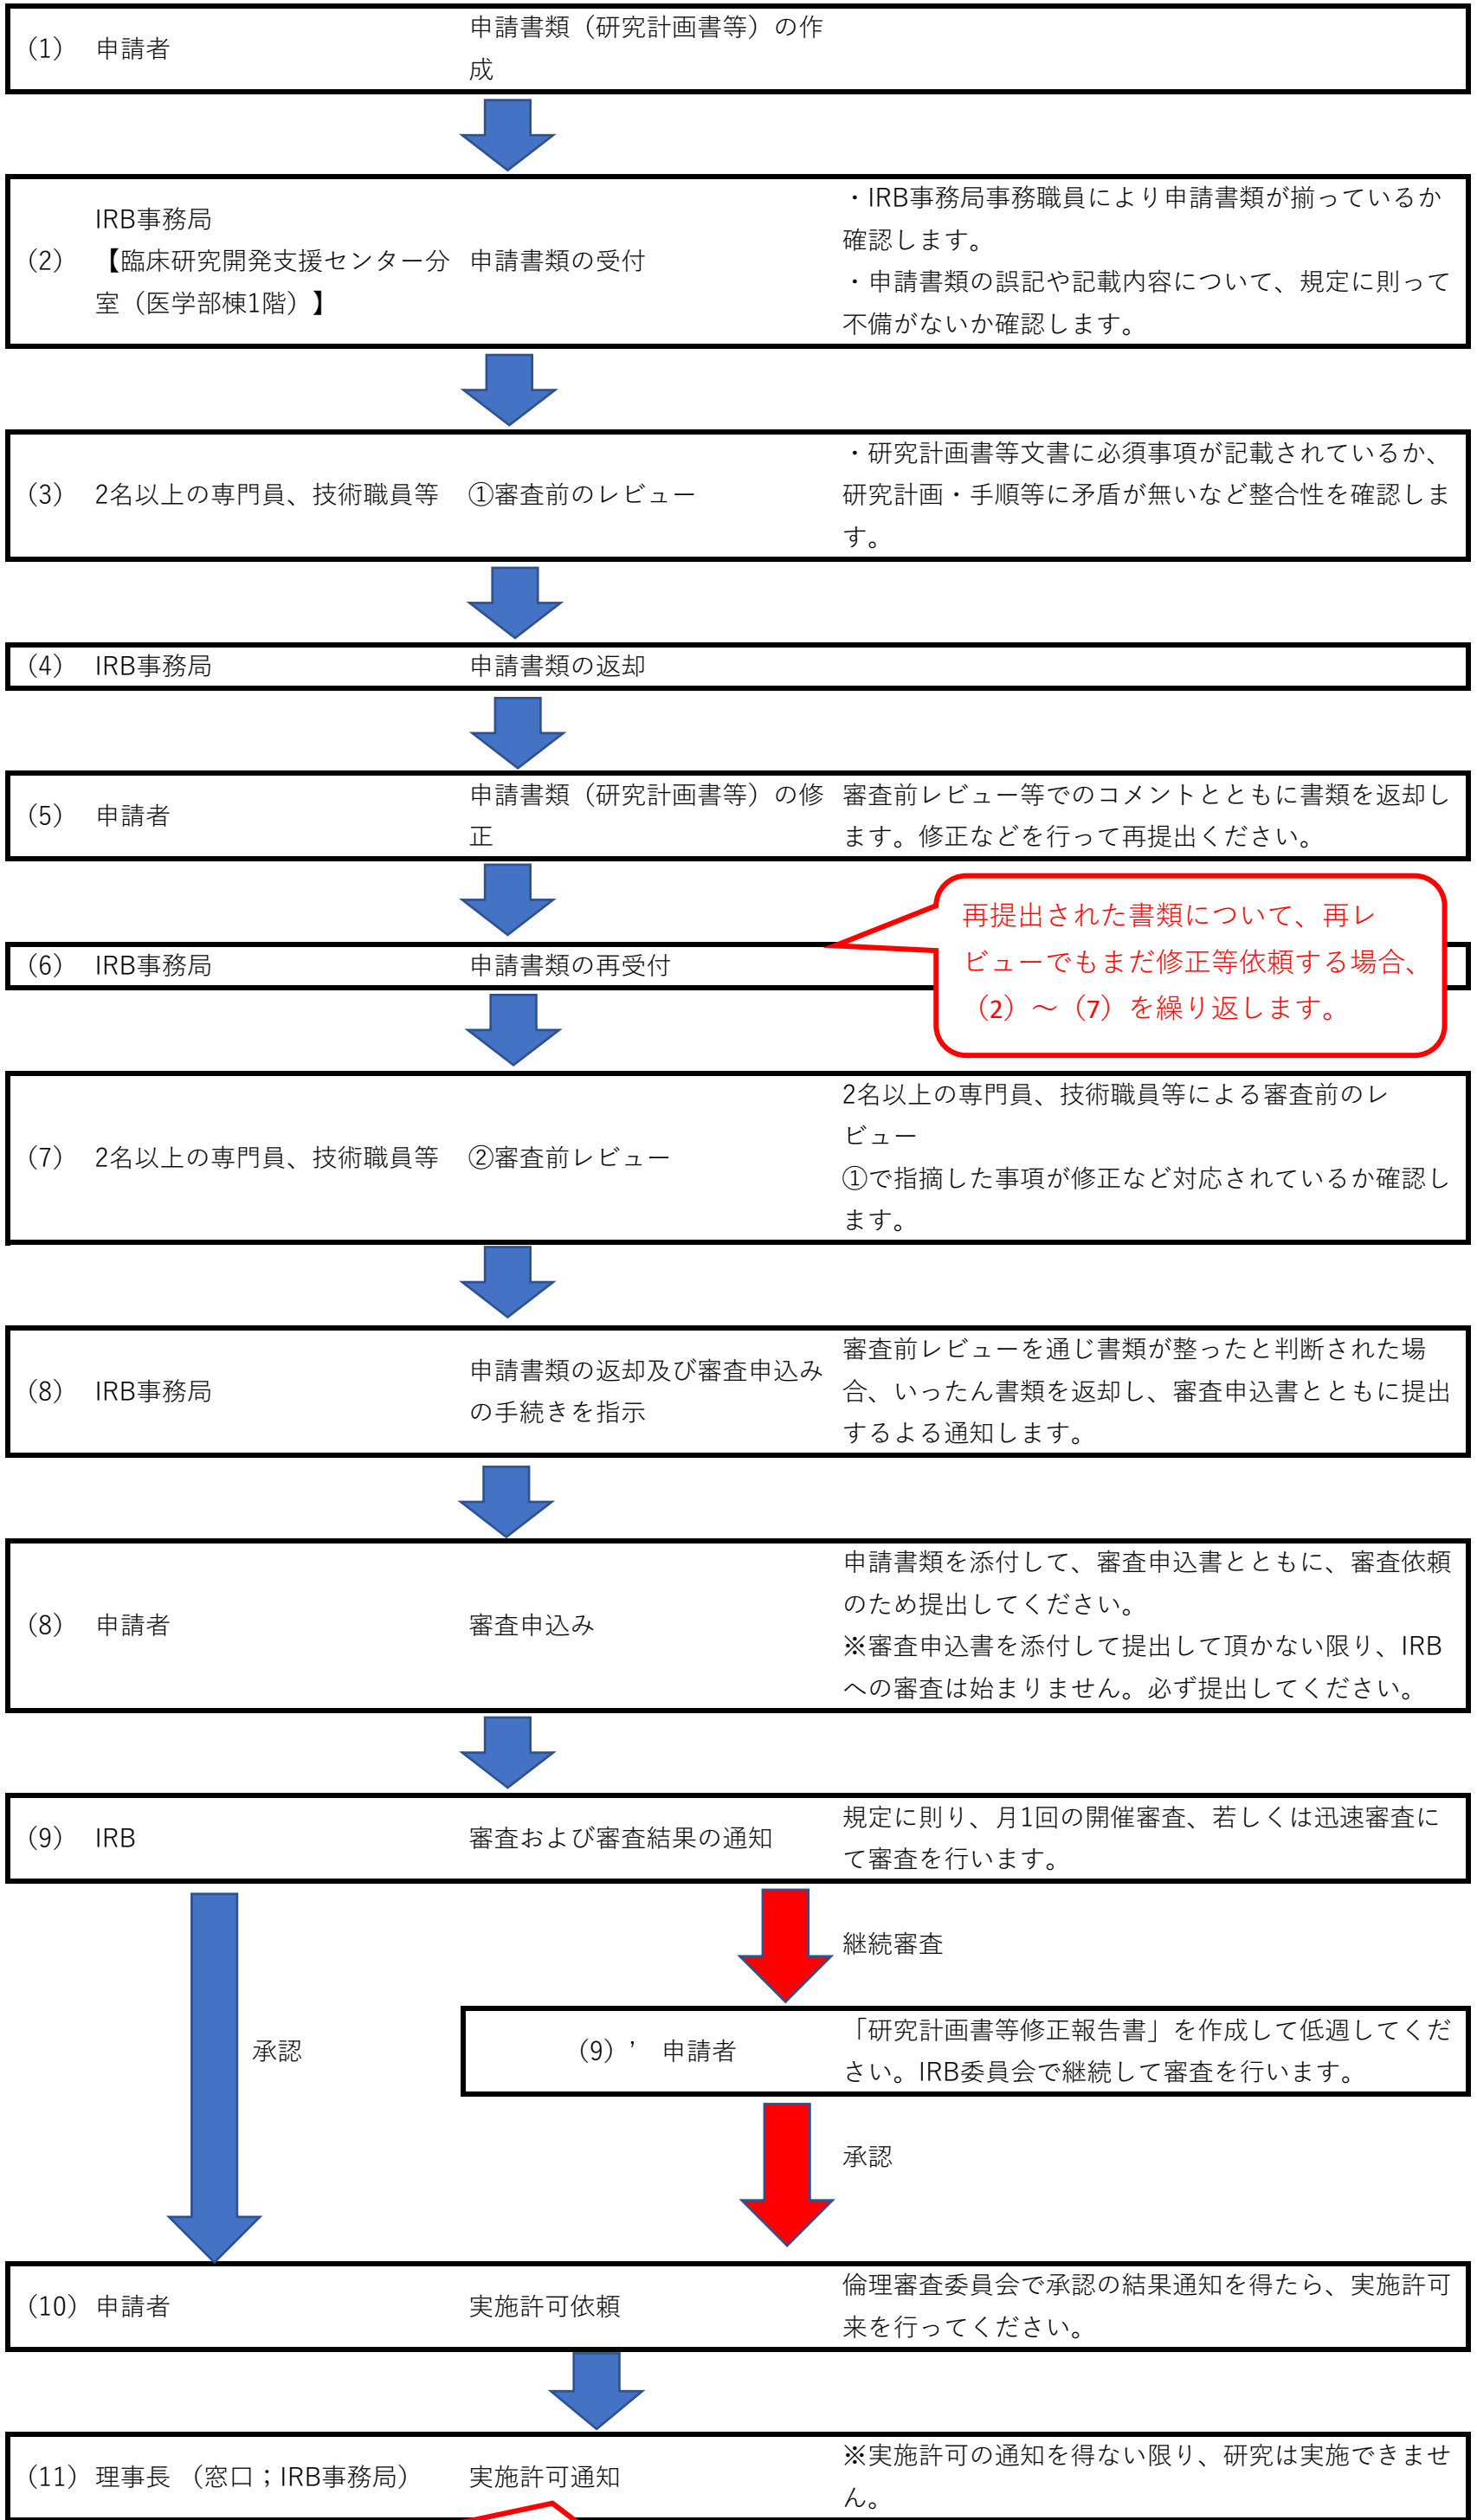 （1） 申請者
申請書類（研究計画書等）の作
成
（2）
IRB事務局
【臨床研究開発支援センター分
室（医学部棟1階）】
申請書類の受付
・IRB事務局事務職員により申請書類が揃っているか
確認します。
・申請書類の誤記や記載内容について、規定に則って
不備がないか確認します。
（3） 2名以上の専門員、技術職員等
①審査前のレビュー
・研究計画書等文書に必須事項が記載されているか、
研究計画・手順等に矛盾が無いなど整合性を確認しま
す。
（4） IRB事務局
申請書類の返却
（5） 申請者
申請書類（研究計画書等）の修
正
審査前レビュー等でのコメントとともに書類を返却し
ます。修正などを行って再提出ください。
（6） IRB事務局
申請書類の再受付
再提出された書類について、再レ
ビューでもまだ修正等依頼する場合、
（2）～（7）を繰り返します。
（7） 2名以上の専門員、技術職員等
②審査前レビュー
2名以上の専門員、技術職員等による審査前のレ
ビュー
①で指摘した事項が修正など対応されているか確認し
ます。
（8） IRB事務局
申請書類の返却及び審査申込み
の手続きを指示
審査前レビューを通じ書類が整ったと判断された場
合、いったん書類を返却し、審査申込書とともに提出
するよる通知します。
（8） 申請者
審査申込み
申請書類を添付して、審査申込書とともに、審査依頼
のため提出してください。
※審査申込書を添付して提出して頂かない限り、IRB
への審査は始まりません。必ず提出してください。
（9） IRB
審査および審査結果の通知
規定に則り、月1回の開催審査、若しくは迅速審査に
て審査を行います。
継続審査
承認
（9）’ 申請者
「研究計画書等修正報告書」を作成して低週してくだ
さい。IRB委員会で継続して審査を行います。
承認
（10） 申請者
実施許可依頼
倫理審査委員会で承認の結果通知を得たら、実施許可
来を行ってください。
（11） 理事長 （窓口；IRB事務局）
実施許可通知
※実施許可の通知を得ない限り、研究は実施できませ
ん。